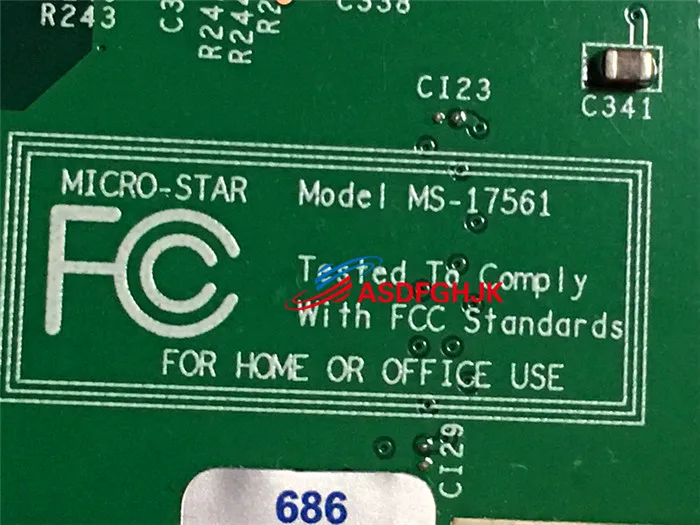 R243
C338
CI23
C341
MICRO-STAR
Model MS-17561
FC
Tested To Comply
ASDFGHJK
With FCC Standards
FOR HOME OR OFFICE USE
CI29
686